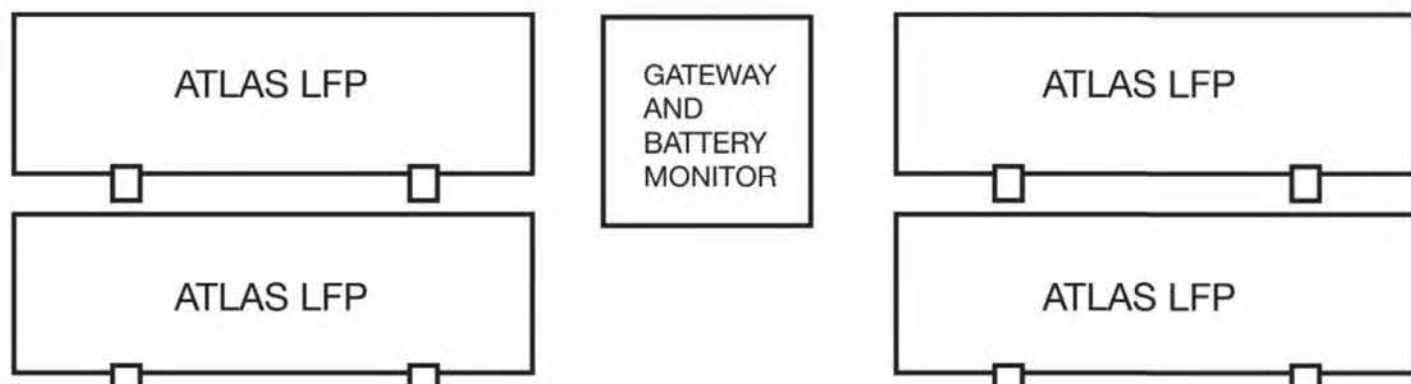 ATLAS LFP
GATEWAY
AND
BATTERY
MONITOR
ATLAS LFP
ATLAS LFP
ATLAS LFP